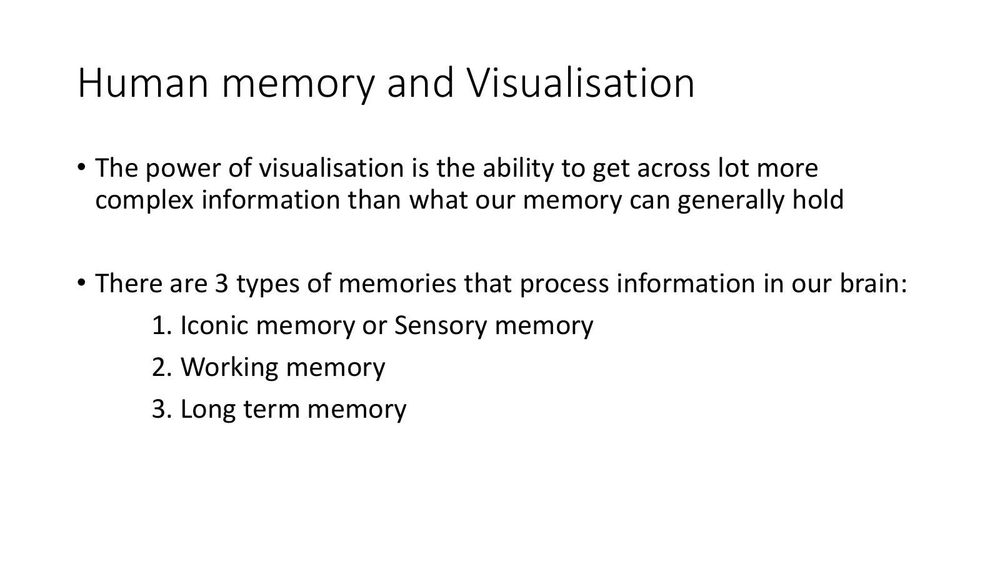 Human memory and Visualisation
• The power of visualisation is the ability to get across lot more
complex information than what our memory can generally hold
• There are 3 types of memories that process information in our brain:
1. Iconic memory or Sensory memory
2. Working memory
3. Long term memory